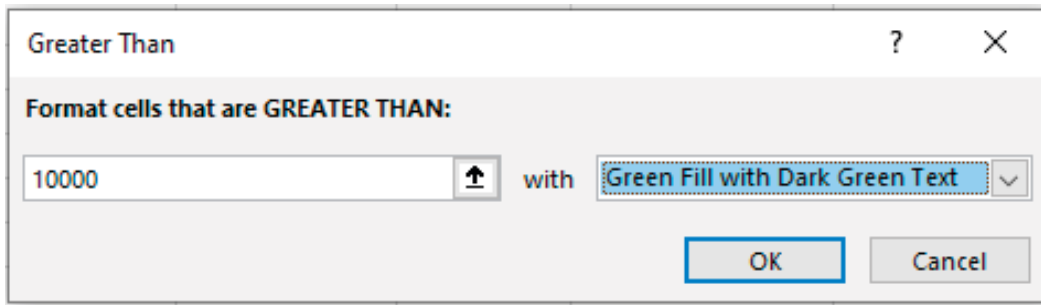 Greater Than ?
Format cells that are GREATER THAN:
10000 with Green Fill with Dark Green Text
OK Cancel